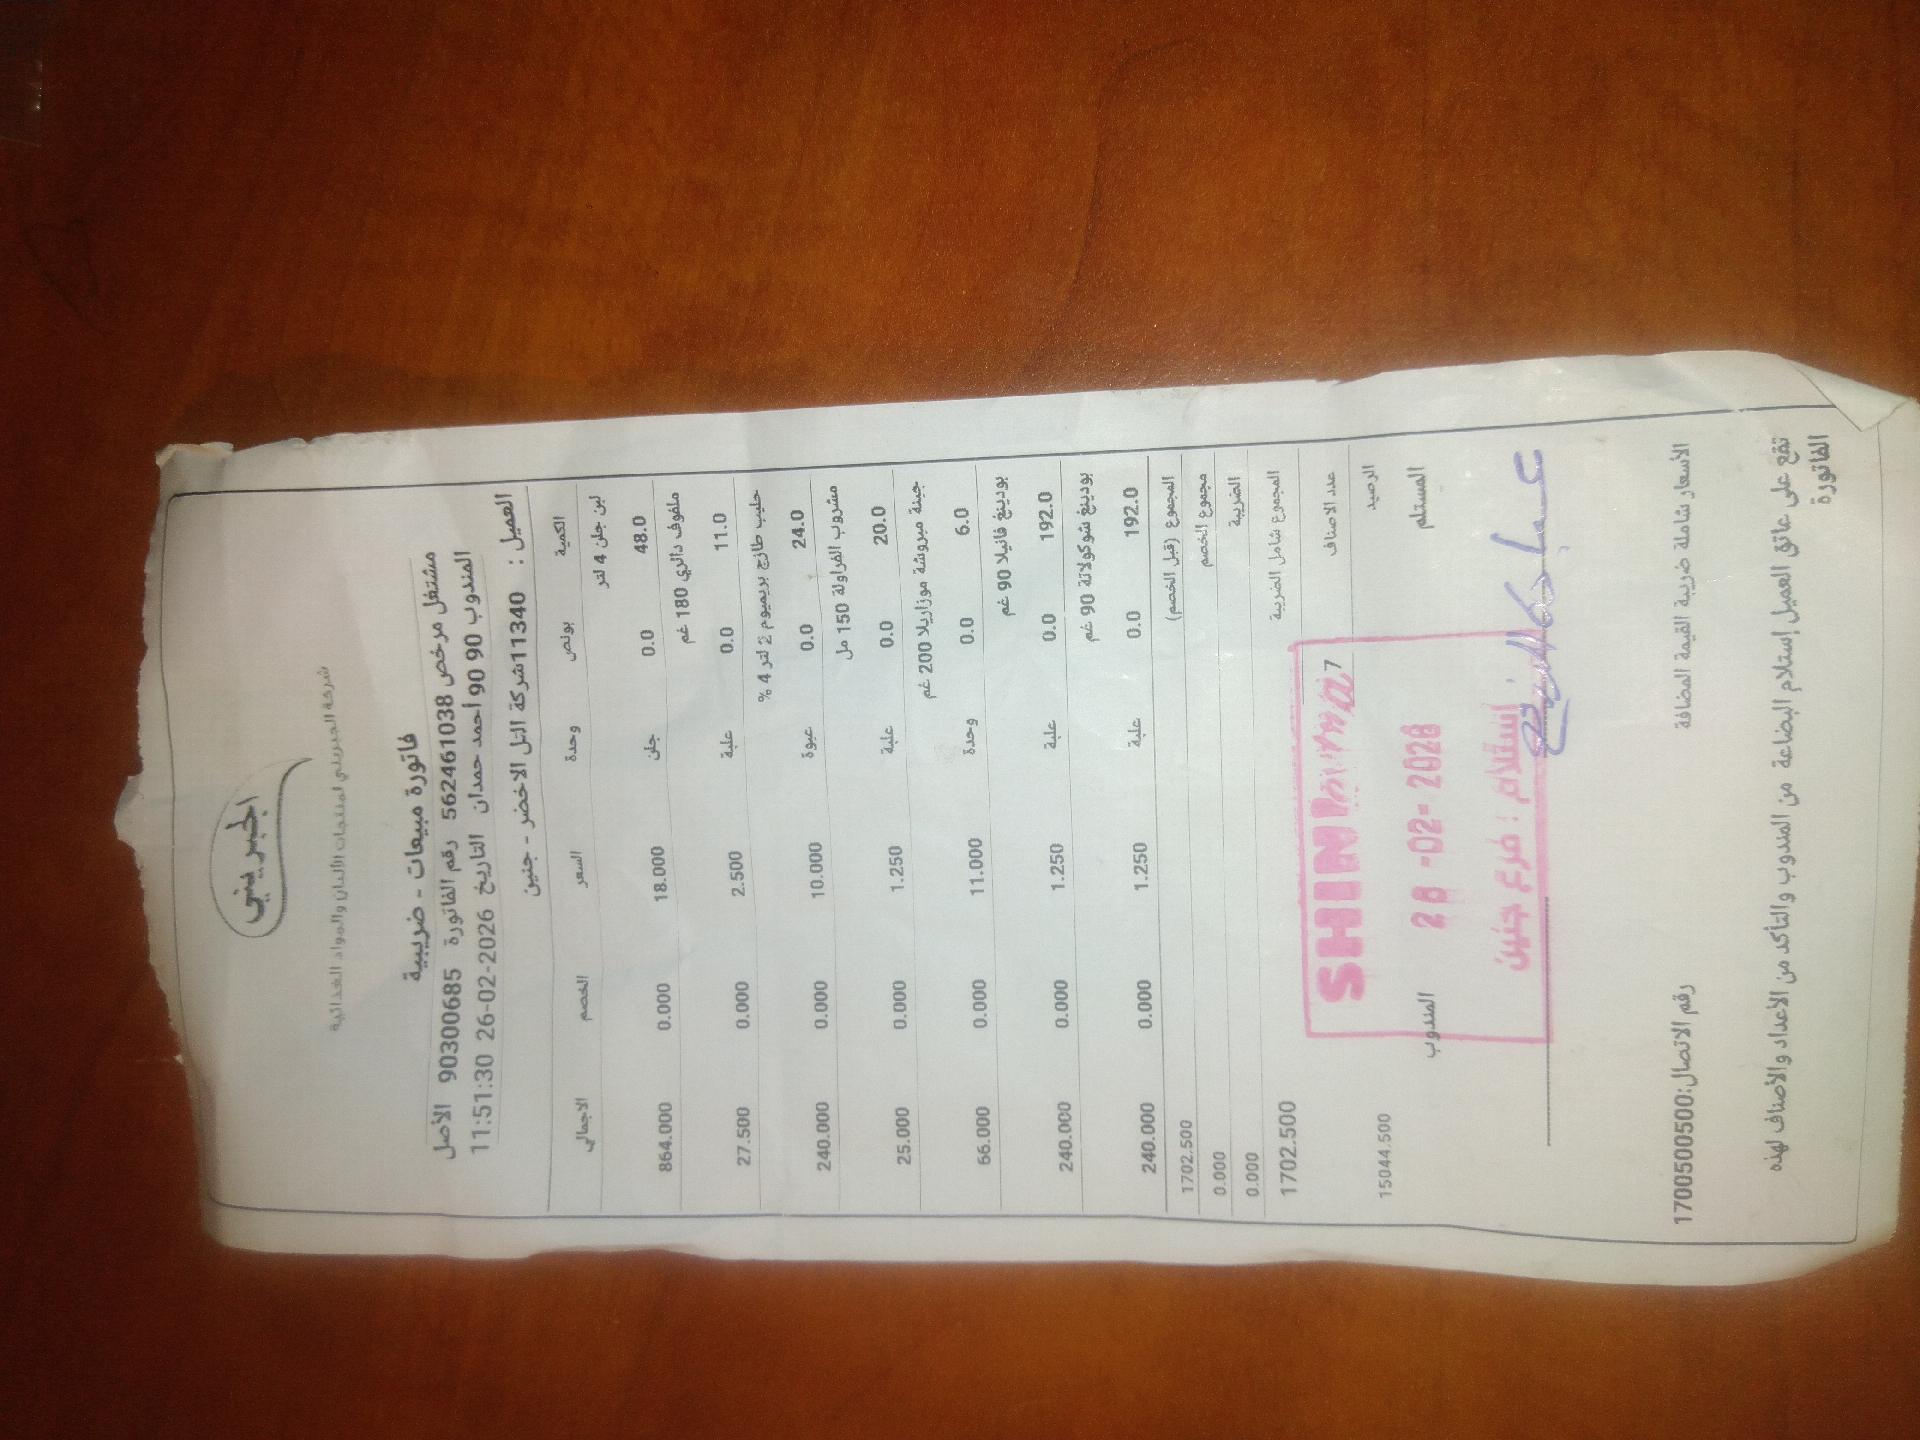 الجبريني
شركة الجبريني لمنتجات الألبان والمواد الغذائية
فاتورة مبيعات - ضريبية
مشتغل مرخص 562461038 رقم الفاتورة 90300685 الأصل
المندوب 90 90 أحمد حمدان التاريخ 26-02-2026 11:51:30
العميل : 11340شركة التل الاخضر - جنين
الكمية بونص وحدة السعر الخصم الاجمالي
لبن جلن 4 لتر
48.0 0.0 جلن 18.000 0.000 864.000
ملفوف دائري 180 غم
11.0 0.0 علبة 2.500 0.000 27.500
حليب طازج بريميوم 2 لتر 4 %
24.0 0.0 عبوة 10.000 0.000 240.000
مشروب الفراولة 150 مل
20.0 0.0 علبة 1.250 0.000 25.000
جبنة مبروشة موزاريلا 200 غم
6.0 0.0 وحدة 11.000 0.000 66.000
بودينغ فانيلا 90 غم
192.0 0.0 علبة 1.250 0.000 240.000
بودينغ شوكولاتة 90 غم
192.0 0.0 علبة 1.250 0.000 240.000
المجموع (قبل الخصم) 1702.500
مجموع الخصم 0.000
الضريبة 0.000
المجموع شامل الضريبة 1702.500
عدد الاصناف 7
الرصيد 15044.500
المستلم المندوب
SHINI
استلام : فرع جنين
الأسعار شاملة ضريبة القيمة المضافة رقم الاتصال:1700500500
تقع على عاتق العميل إستلام البضاعة من المندوب والتأكد من الأعداد والأصناف لهذه
الفاتورة